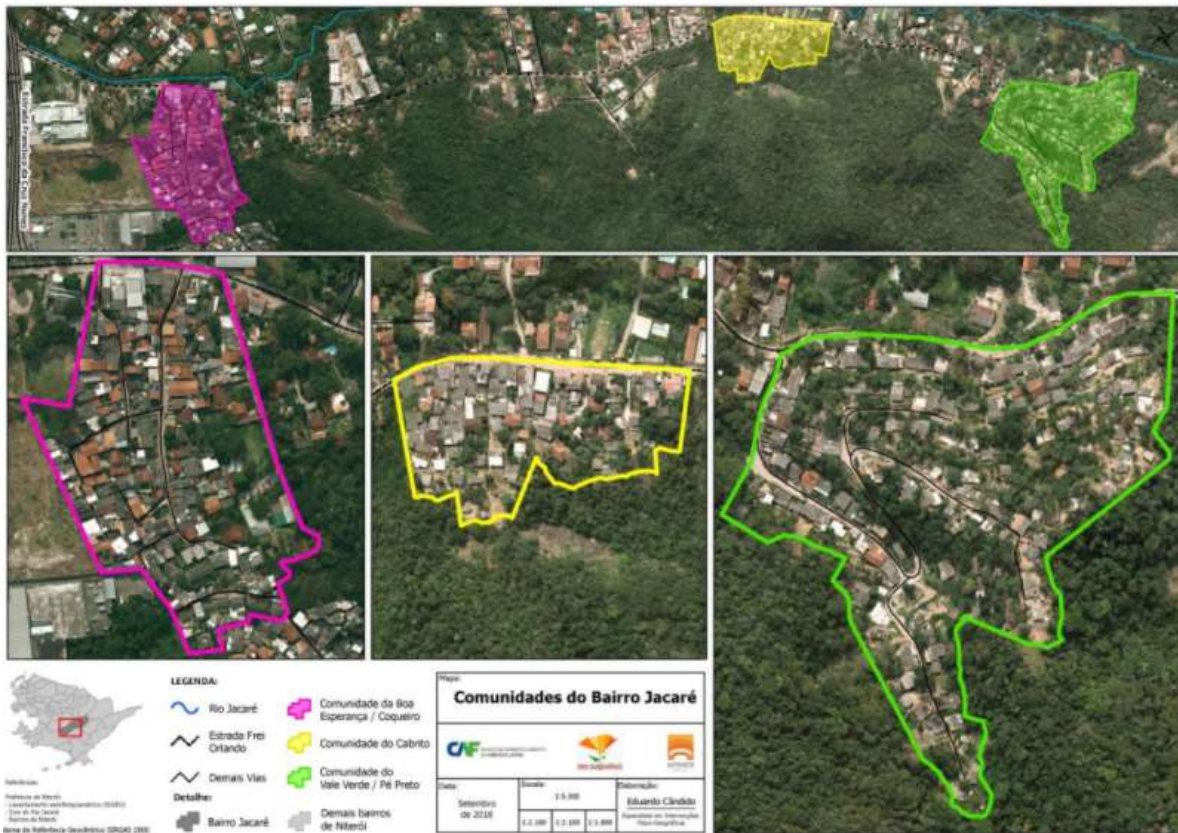 Estrada Francisco da Cruz Nunes
LEGENDA:
Rio Jacaré
Estrada Frei
Orlando
Demais Vias
Detalhe:
Bairro Jacaré
Comunidade da Boa
Esperança / Coqueiro
Comunidade do Cabrito
Comunidade do
Vale Verde / Pé Preto
Demais bairros
de Niterói
Mapa:
Comunidades do Bairro Jacaré
CAF
Data:
Setembro
de 2018
Escala:
Elaboração:
Eduardo Cândido
Referências:
Prefeitura de Niterói